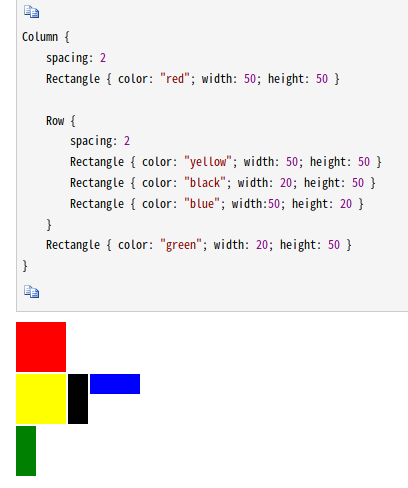 Column {
    spacing: 2
    Rectangle { color: "red"; width: 50; height: 50 }

    Row {
        spacing: 2
        Rectangle { color: "yellow"; width: 50; height: 50 }
        Rectangle { color: "black"; width: 20; height: 50 }
        Rectangle { color: "blue"; width:50; height: 20 }
    }
    Rectangle { color: "green"; width: 20; height: 50 }
}